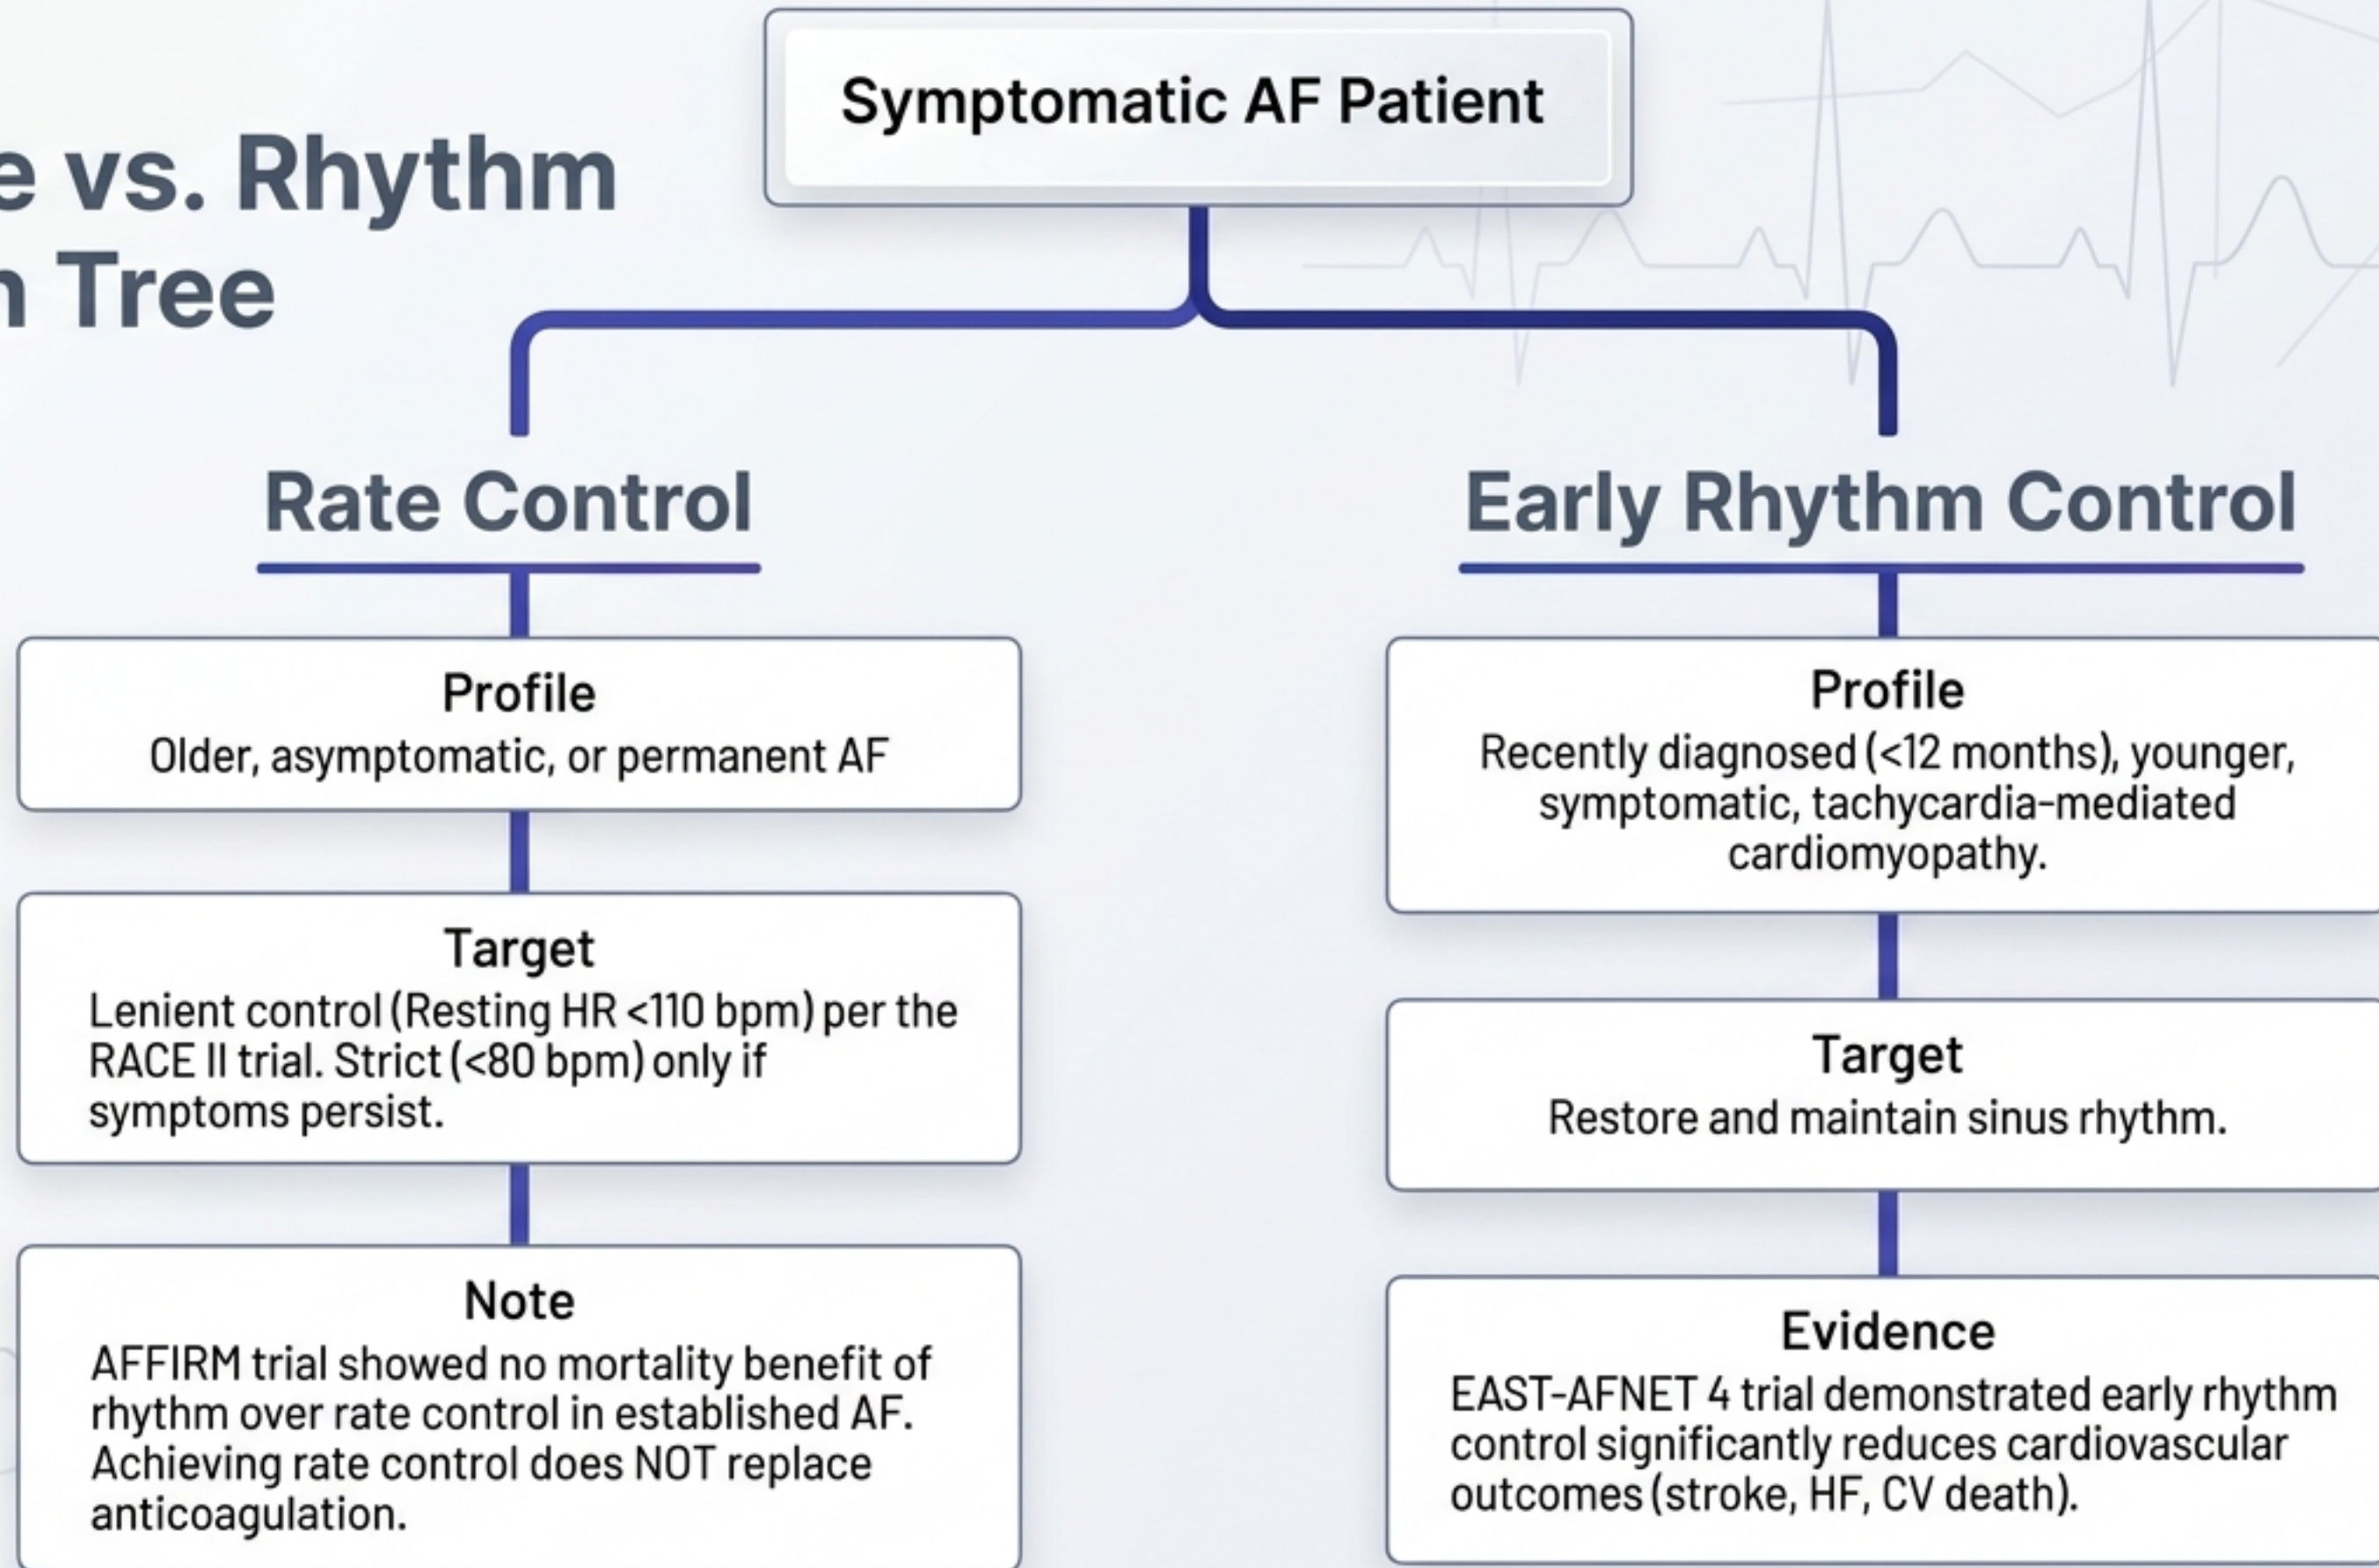 Symptomatic AF Patient
vs. Rhythm
Tree
Rate Control
Profile
Older, asymptomatic, or permanent AF
Target
Lenient control (Resting HR <110 bpm) per the
RACE II trial. Strict (<80 bpm) only if
symptoms persist.
Note
AFFIRM trial showed no mortality benefit of
rhythm over rate control in established AF.
Achieving rate control does NOT replace
anticoagulation.
Early Rhythm Control
Profile
Recently diagnosed (<12 months), younger,
symptomatic, tachycardia-mediated
cardiomyopathy.
Target
Restore and maintain sinus rhythm.
Evidence
EAST-AFNET 4 trial demonstrated early rhythm
control significantly reduces cardiovascular
outcomes (stroke, HF, CV death).